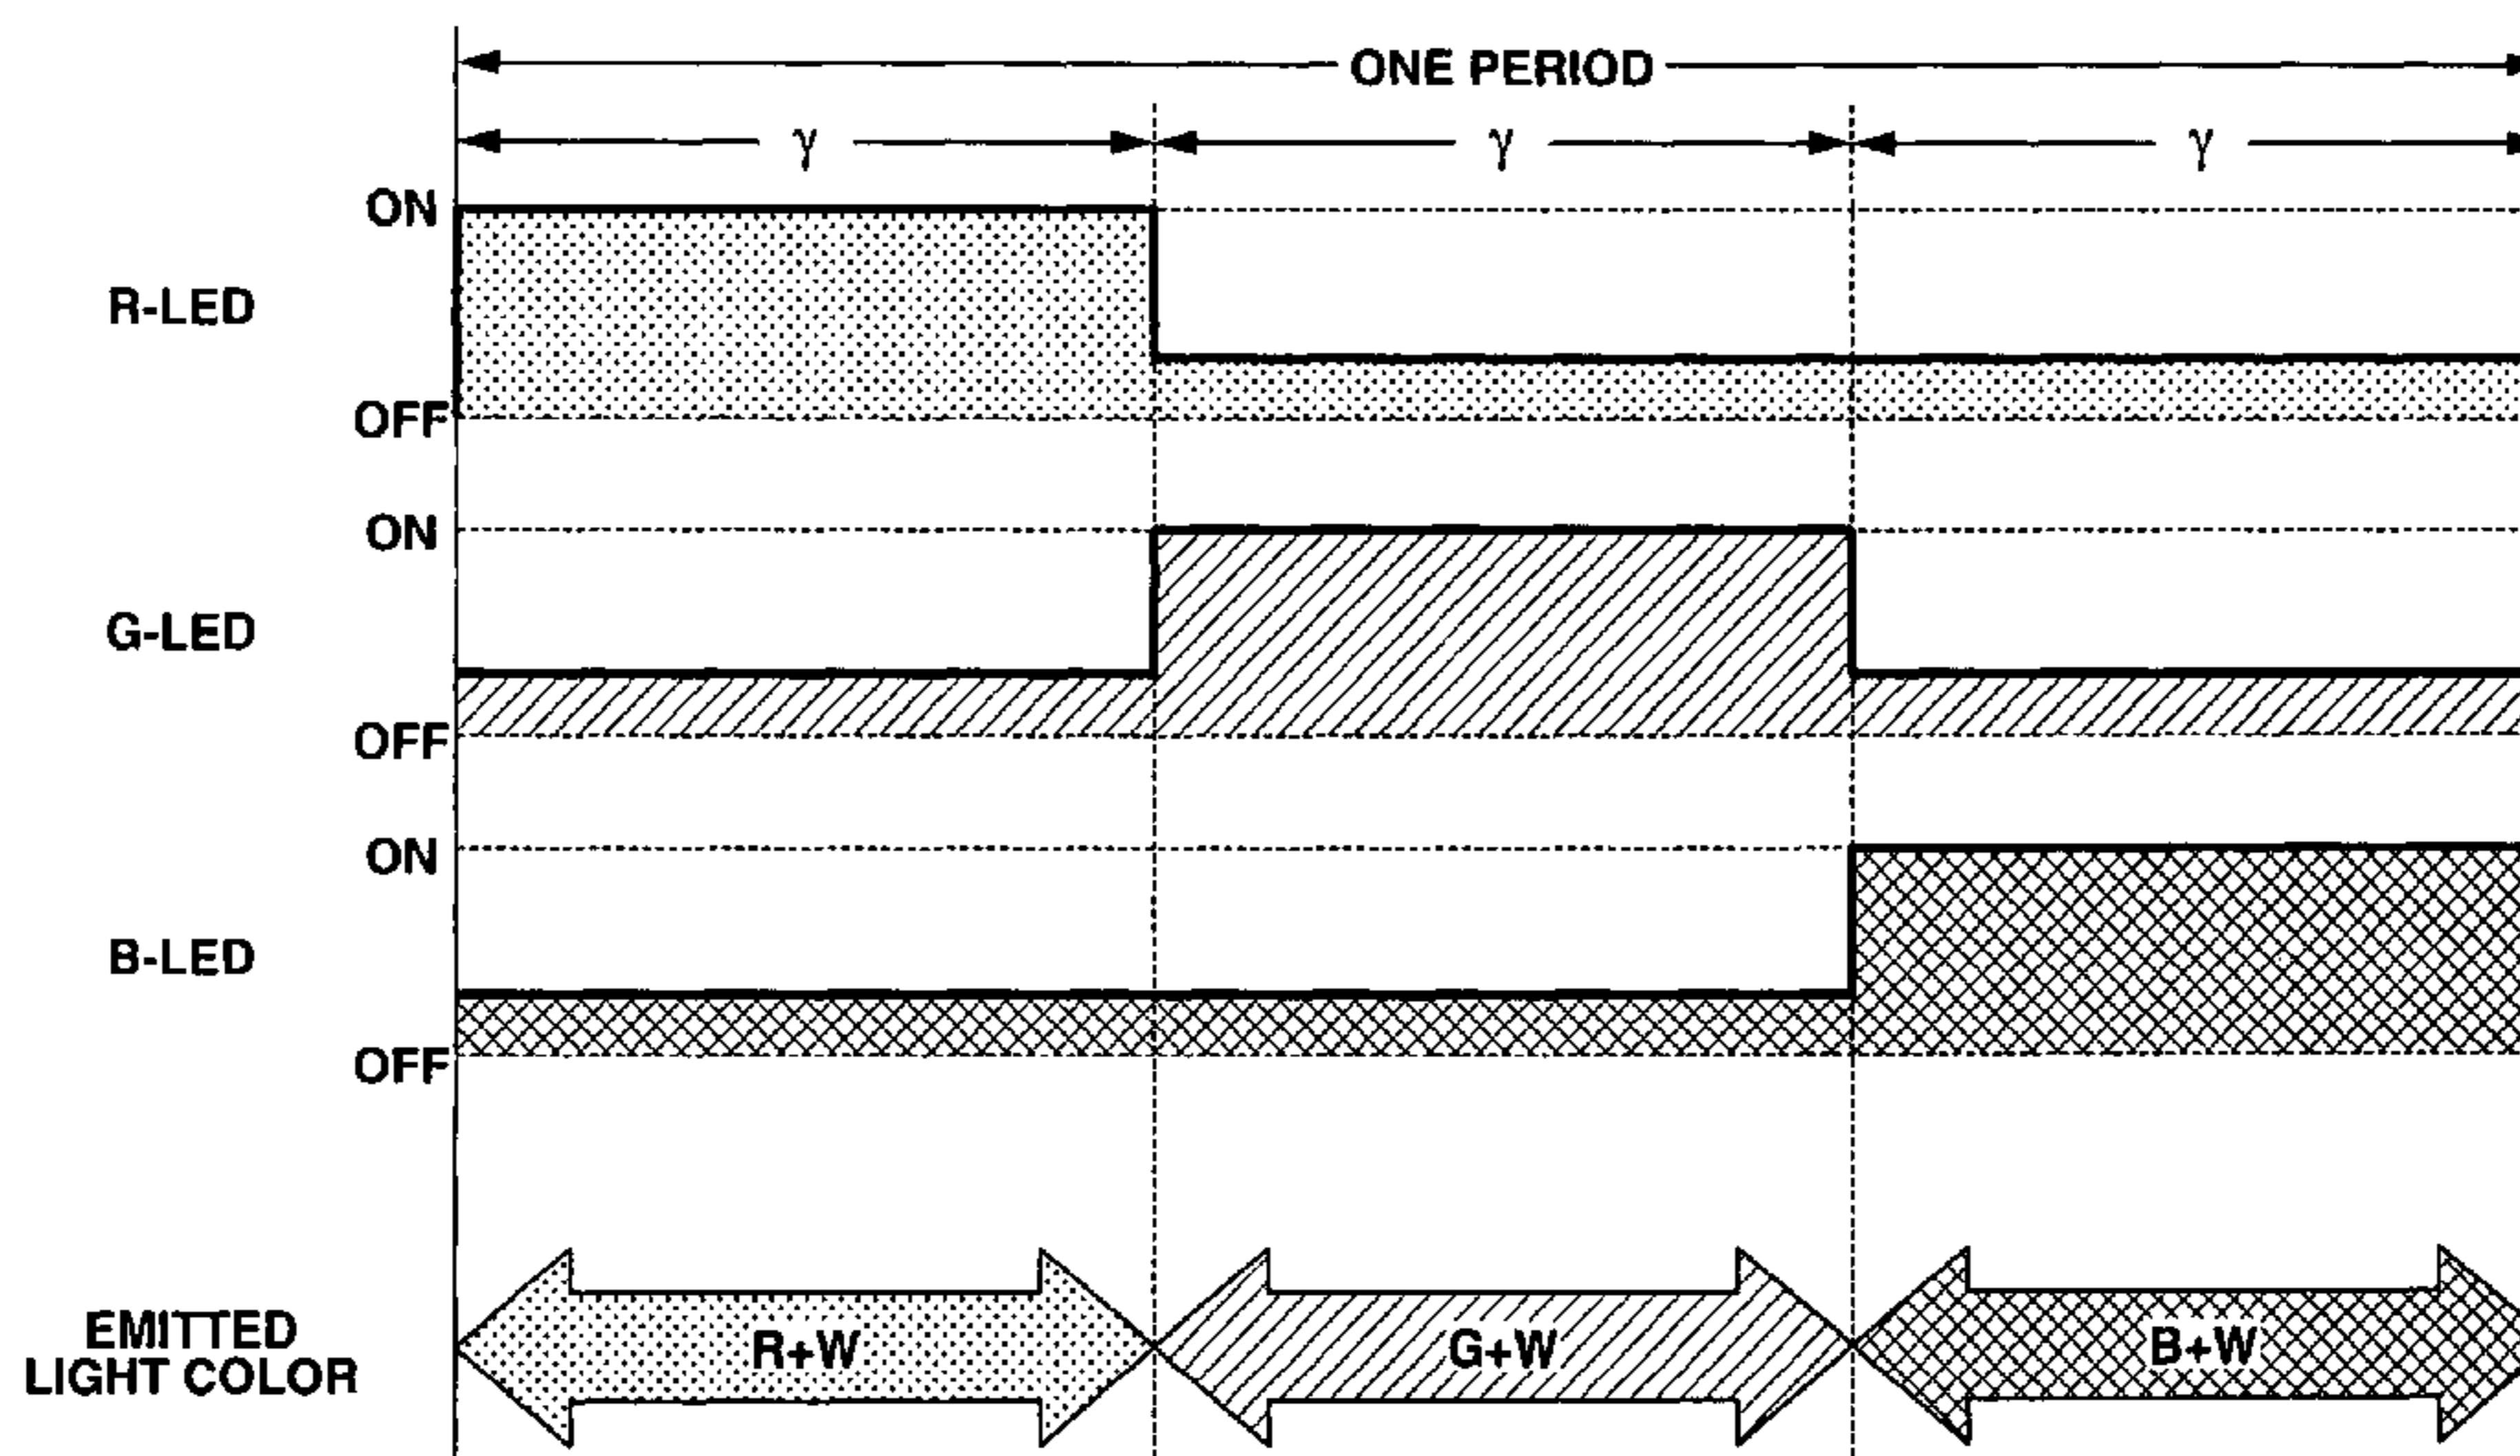 ONE PERIOD
γ γ γ
ON
R-LED
OFF
ON
G-LED
OFF
ON
B-LED
OFF
EMITTED
LIGHT COLOR
R+W G+W B+W